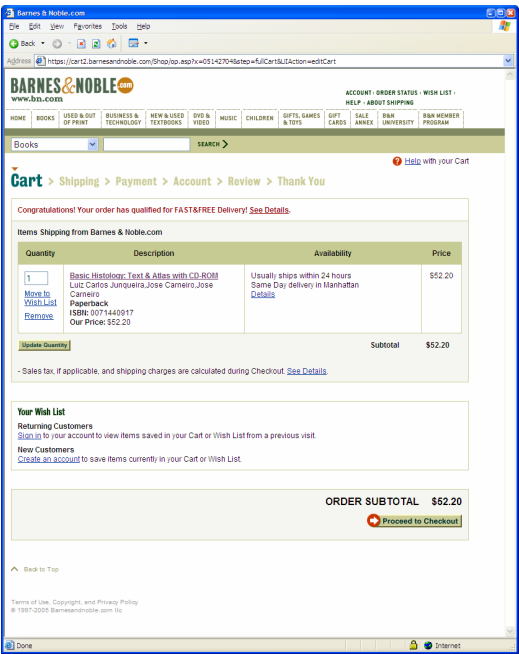 Barnes & Noble.com
File Edit View Favorites Tools Help
Back
Address https://cart2.barnesandnoble.com/Shop/op.asp?x=05142704&step=fullCart&UIAction=editCart
BARNES & NOBLE.com
www.bn.com
ACCOUNT · ORDER STATUS · WISH LIST ·
HELP · ABOUT SHIPPING
HOME BOOKS USED & OUT OF PRINT BUSINESS & TECHNOLOGY NEW & USED TEXTBOOKS DVD & VIDEO MUSIC CHILDREN GIFTS, GAMES & TOYS GIFT CARDS SALE ANNEX B&N UNIVERSITY B&N MEMBER PROGRAM
Books SEARCH
? Help with your Cart
Cart > Shipping > Payment > Account > Review > Thank You
Congratulations! Your order has qualified for FAST&FREE Delivery! See Details.
Items Shipping from Barnes & Noble.com
Quantity Description Availability Price
1 Basic Histology: Text & Atlas with CD-ROM Usually ships within 24 hours $52.20
Luiz Carlos Junqueira,Jose Carneiro,Jose Same Day delivery in Manhattan
Move to Carneiro Details
Wish List Paperback
ISBN: 0071440917
Remove Our Price: $52.20
Update Quantity Subtotal $52.20
- Sales tax, if applicable, and shipping charges are calculated during Checkout. See Details.
Your Wish List
Returning Customers
Sign in to your account to view items saved in your Cart or Wish List from a previous visit.
New Customers
Create an account to save items currently in your Cart or Wish List.
ORDER SUBTOTAL $52.20
Proceed to Checkout
Back to Top
Terms of Use, Copyright, and Privacy Policy
© 1997-2005 Barnesandnoble.com llc
Done Internet